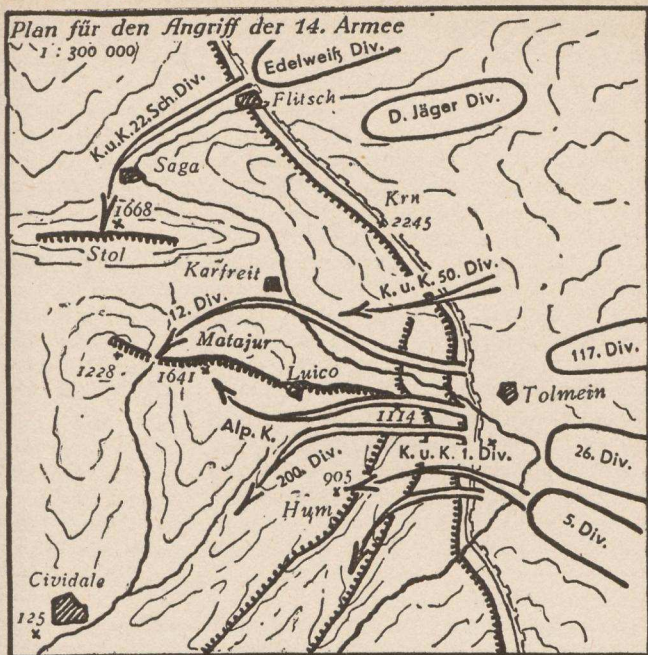 Plan für den Angriff der 14. Armee
1 : 300 000
Edelweiß Div.
Flitsch
D. Jäger Div.
K.u.K. 22. Sch. Div.
Saga
1668
Stol
Krn
2245
Karfreit
K. u. K. 50. Div.
12. Div.
Matajur
117. Div.
1228
1641
Luico
Tolmein
1114
Alp. K.
K. u. K. 1. Div.
26. Div.
200. Div.
905
Hum
5. Div.
Cividale
125